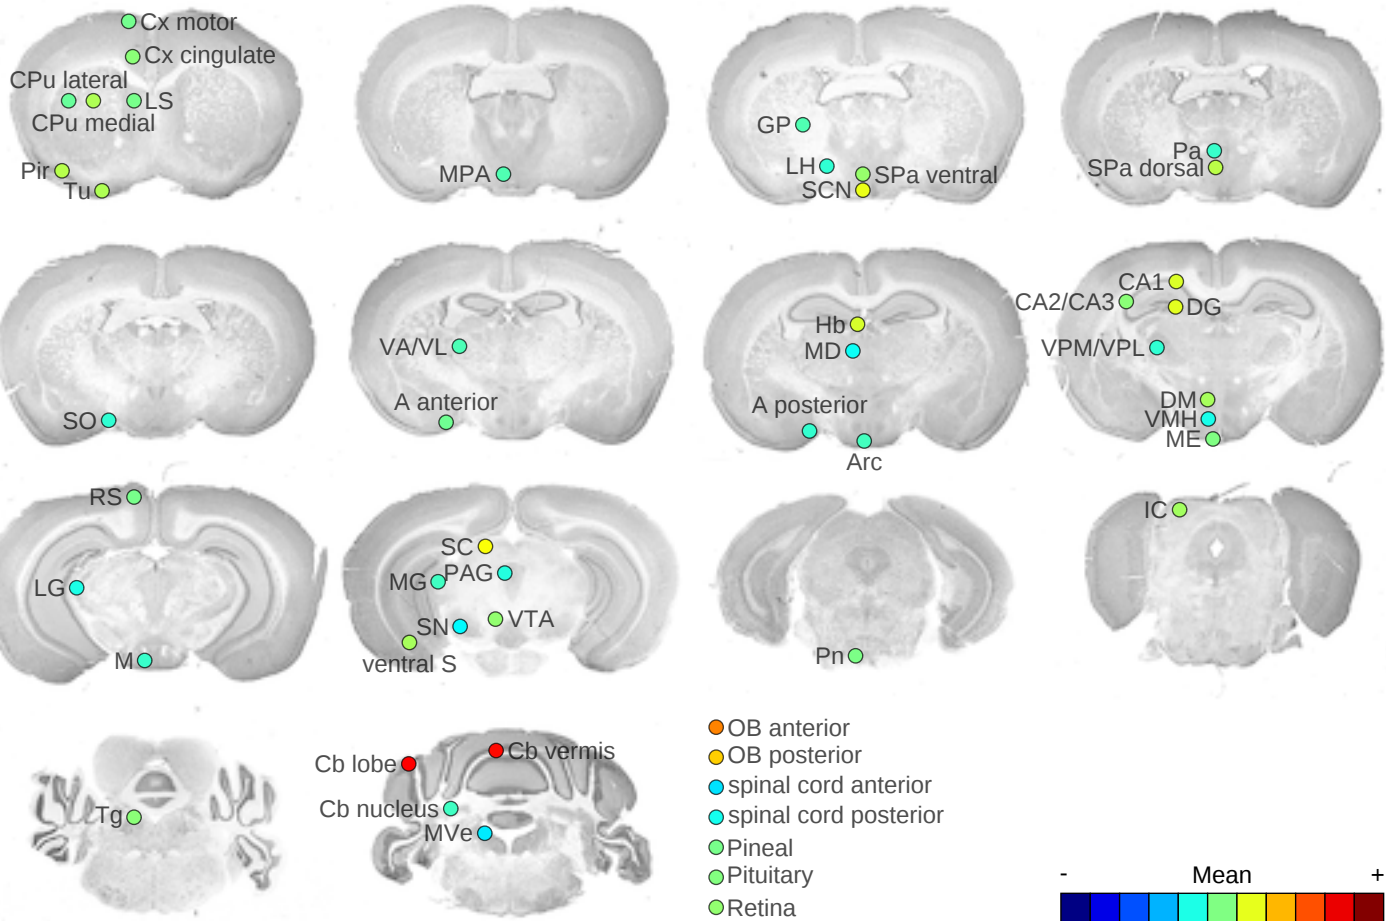 Cx motor
Cx cingulate
CPu lateral
LS
CPu medial
Pir
Tu
MPA
GP
LH
SPa ventral
SCN
Pa
SPa dorsal
SO
VA/VL
A anterior
Hb
MD
A posterior
Arc
CA1
CA2/CA3
DG
VPM/VPL
DM
VMH
ME
RS
LG
M
SC
MG
PAG
SN
VTA
ventral S
Pn
IC
Tg
Cb lobe
Cb vermis
Cb nucleus
MVe
OB anterior
OB posterior
spinal cord anterior
spinal cord posterior
Pineal
Pituitary
Retina
- Mean +